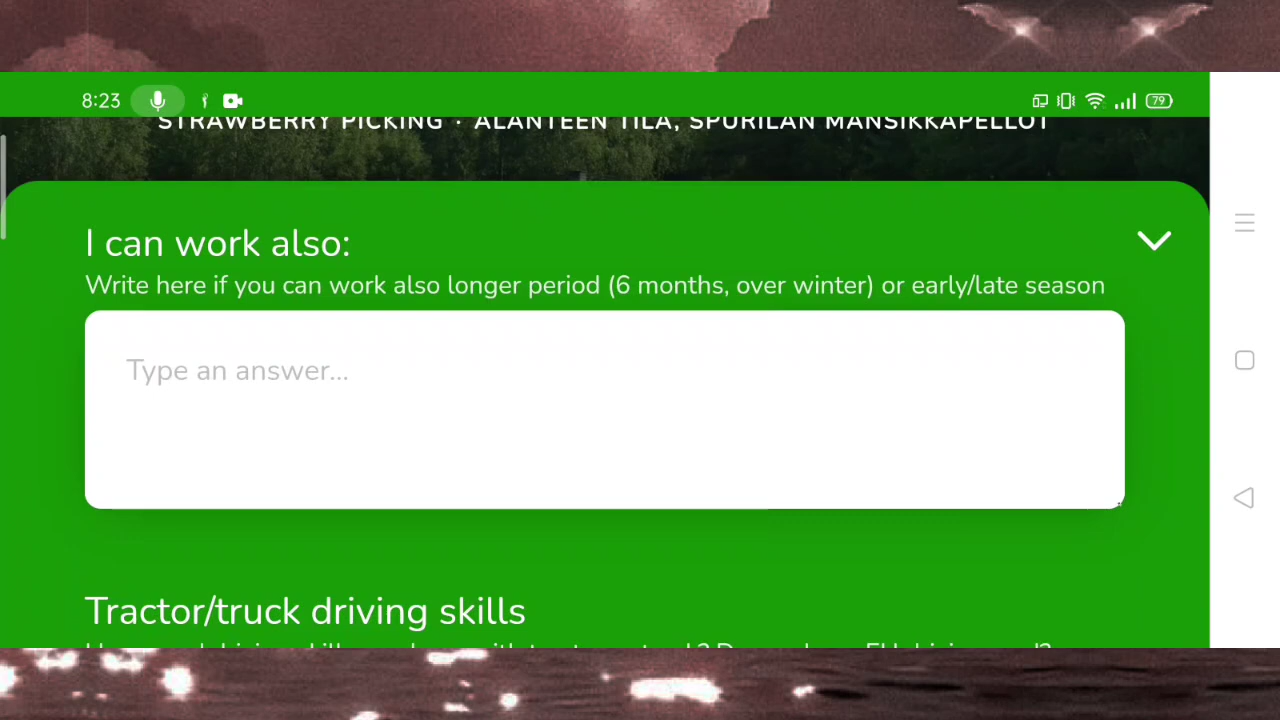 8:23
79
STRAWBERRY PICKING · ALANTEEN TILA, SPURILAN MANSIKKAPELLOT
I can work also:
Write here if you can work also longer period (6 months, over winter) or early/late season
Type an answer...
Tractor/truck driving skills